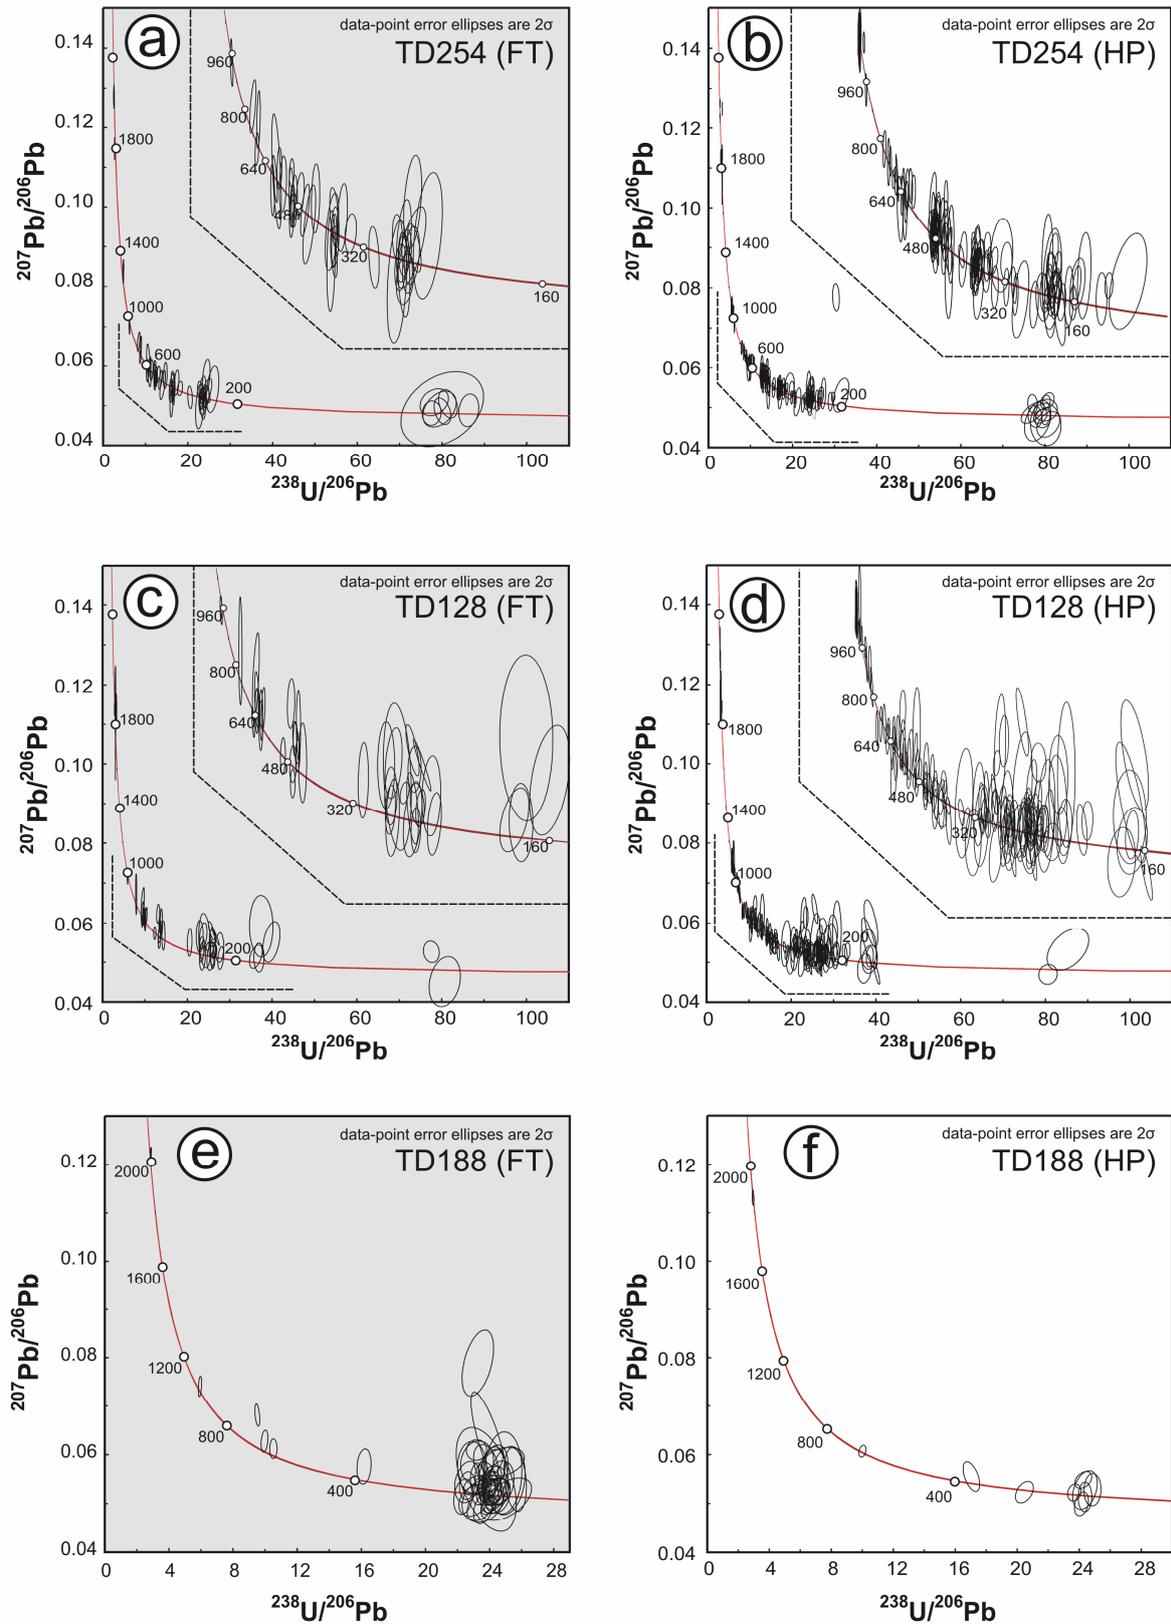 a
data-point error ellipses are 2σ
TD254 (FT)
0.14
0.12
0.10
0.08
0.06
0.04
²⁰⁷Pb/²⁰⁶Pb
960
800
640
480
320
160
1800
1400
1000
600
200
0 20 40 60 80 100
²³⁸U/²⁰⁶Pb
b
data-point error ellipses are 2σ
TD254 (HP)
0.14
0.12
0.10
0.08
0.06
0.04
²⁰⁷Pb/²⁰⁶Pb
960
800
640
480
320
160
1800
1400
1000
600
200
0 20 40 60 80 100
²³⁸U/²⁰⁶Pb
c
data-point error ellipses are 2σ
TD128 (FT)
0.14
0.12
0.10
0.08
0.06
0.04
²⁰⁷Pb/²⁰⁶Pb
960
800
640
480
320
160
1800
1400
1000
200
0 20 40 60 80 100
²³⁸U/²⁰⁶Pb
d
data-point error ellipses are 2σ
TD128 (HP)
0.14
0.12
0.10
0.08
0.06
0.04
²⁰⁷Pb/²⁰⁶Pb
960
800
640
480
320
160
1800
1400
1000
200
0 20 40 60 80 100
²³⁸U/²⁰⁶Pb
e
data-point error ellipses are 2σ
TD188 (FT)
0.12
0.10
0.08
0.06
0.04
²⁰⁷Pb/²⁰⁶Pb
2000
1600
1200
800
400
0 4 8 12 16 20 24 28
²³⁸U/²⁰⁶Pb
f
data-point error ellipses are 2σ
TD188 (HP)
0.12
0.10
0.08
0.06
0.04
²⁰⁷Pb/²⁰⁶Pb
2000
1600
1200
800
400
0 4 8 12 16 20 24 28
²³⁸U/²⁰⁶Pb